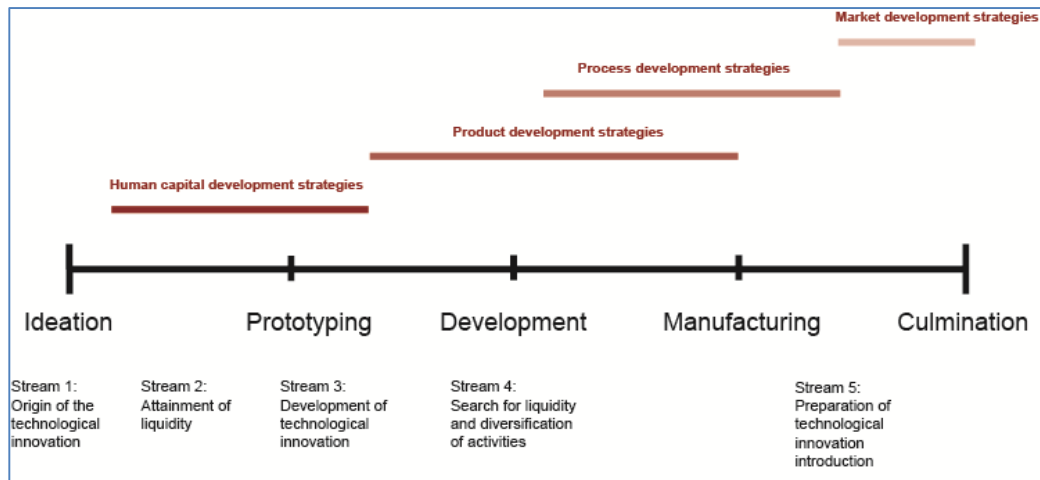 Market development strategies
Process development strategies
Product development strategies
Human capital development strategies
Ideation
Prototyping
Development
Manufacturing
Culmination
Stream 1:
Origin of the
technological
innovation
Stream 2:
Attainment of
liquidity
Stream 3:
Development of
technological
innovation
Stream 4:
Search for liquidity
and diversification
of activities
Stream 5:
Preparation of
technological
innovation
introduction